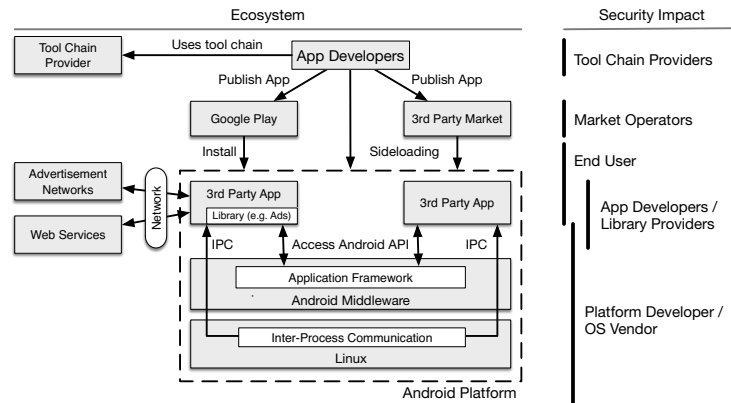 Ecosystem
Security Impact
Tool Chain
Provider
Uses tool chain
App Developers
Tool Chain Providers
Publish App
Publish App
Google Play
3rd Party Market
Market Operators
Install
Sideloading
End User
Advertisement
Networks
Network
3rd Party App
Library (e.g. Ads)
3rd Party App
App Developers /
Library Providers
Web Services
IPC
Access Android API
IPC
Application Framework
Android Middleware
Platform Developer /
OS Vendor
Inter-Process Communication
Linux
Android Platform